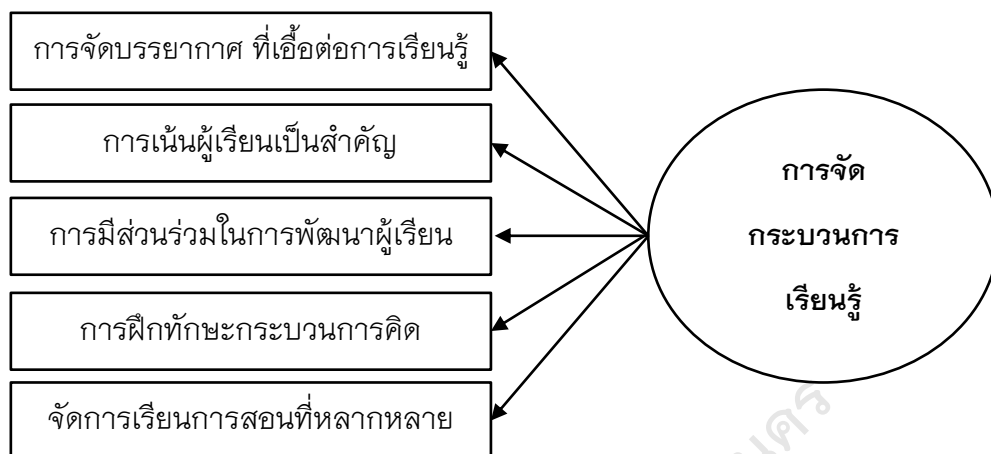 การจัดบรรยากาศ ที่เอื้อต่อการเรียนรู้
การเน้นผู้เรียนเป็นสำคัญ
การมีส่วนร่วมในการพัฒนาผู้เรียน
การฝึกทักษะกระบวนการคิด
จัดการเรียนการสอนที่หลากหลาย
การจัด
กระบวนการ
เรียนรู้